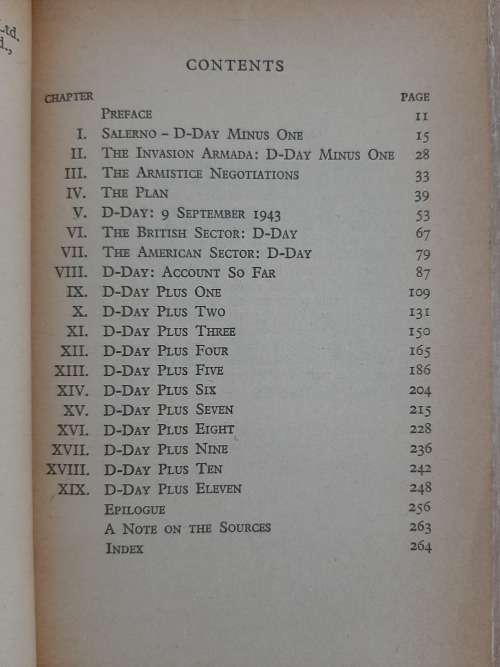 Ltd.
d.,
CONTENTS
CHAPTER PAGE
PREFACE 11
I. SALERNO – D-DAY MINUS ONE 15
II. THE INVASION ARMADA: D-DAY MINUS ONE 28
III. THE ARMISTICE NEGOTIATIONS 33
IV. THE PLAN 39
V. D-DAY: 9 SEPTEMBER 1943 53
VI. THE BRITISH SECTOR: D-DAY 67
VII. THE AMERICAN SECTOR: D-DAY 79
VIII. D-DAY: ACCOUNT SO FAR 87
IX. D-DAY PLUS ONE 109
X. D-DAY PLUS TWO 131
XI. D-DAY PLUS THREE 150
XII. D-DAY PLUS FOUR 165
XIII. D-DAY PLUS FIVE 186
XIV. D-DAY PLUS SIX 204
XV. D-DAY PLUS SEVEN 215
XVI. D-DAY PLUS EIGHT 228
XVII. D-DAY PLUS NINE 236
XVIII. D-DAY PLUS TEN 242
XIX. D-DAY PLUS ELEVEN 248
EPILOGUE 256
A NOTE ON THE SOURCES 263
INDEX 264